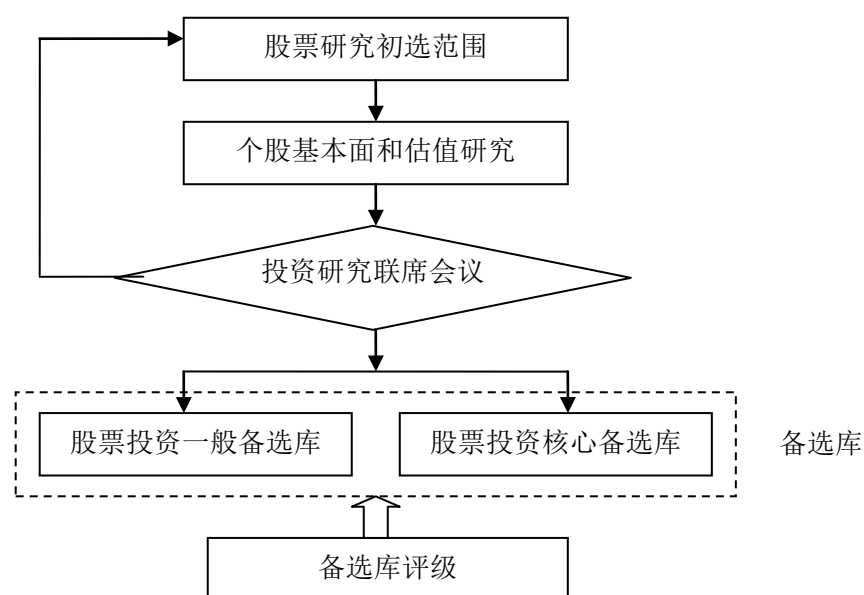 股票研究初选范围
个股基本面和估值研究
投资研究联席会议
股票投资一般备选库
股票投资核心备选库
备选库
备选库评级